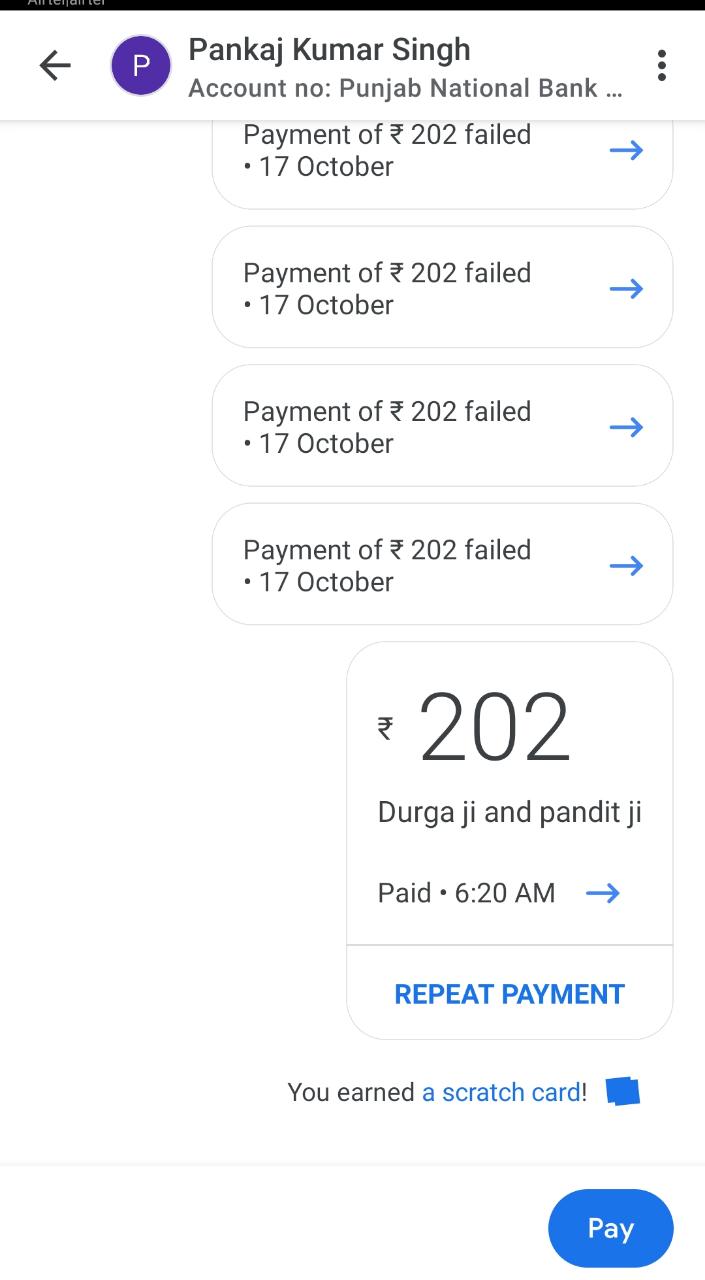 Airtel|airtel
P
Pankaj Kumar Singh
Account no: Punjab National Bank ...
Payment of ₹ 202 failed
• 17 October
Payment of ₹ 202 failed
• 17 October
Payment of ₹ 202 failed
• 17 October
Payment of ₹ 202 failed
• 17 October
₹ 202
Durga ji and pandit ji
Paid • 6:20 AM
REPEAT PAYMENT
You earned a scratch card!
Pay